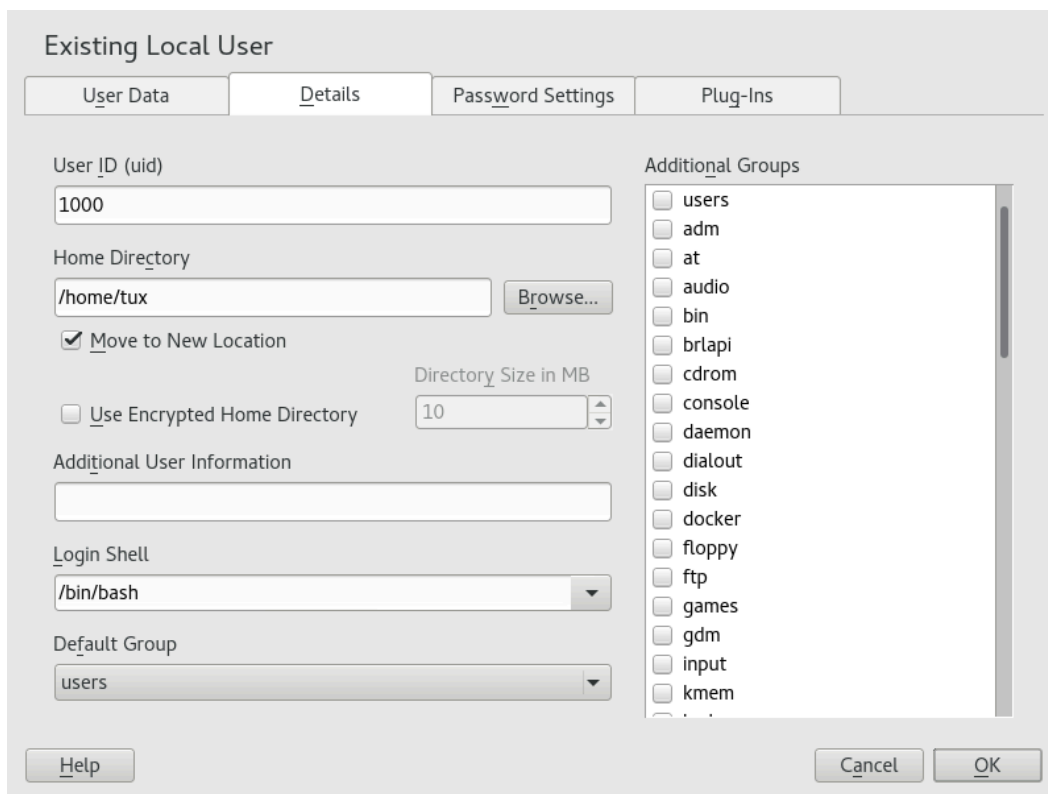 Existing Local User
User Data
Details
Password Settings
Plug-Ins
User ID (uid)
1000
Home Directory
/home/tux
Browse...
Move to New Location
Directory Size in MB
Use Encrypted Home Directory
10
Additional User Information
Login Shell
/bin/bash
Default Group
users
Additional Groups
users
adm
at
audio
bin
brlapi
cdrom
console
daemon
dialout
disk
docker
floppy
ftp
games
gdm
input
kmem
Help
Cancel
OK